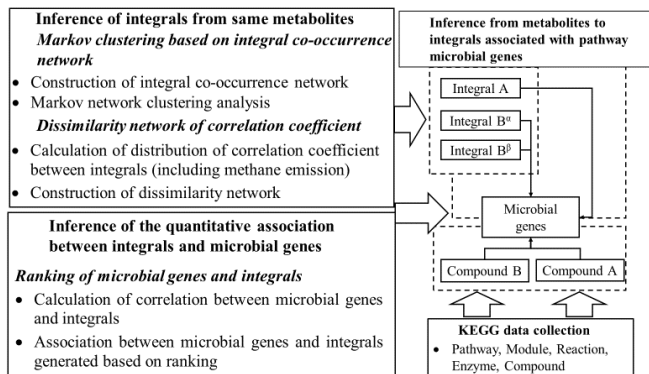 Inference of integrals from same metabolites
Markov clustering based on integral co-occurrence
network
• Construction of integral co-occurrence network
• Markov network clustering analysis
Dissimilarity network of correlation coefficient
• Calculation of distribution of correlation coefficient
between integrals (including methane emission)
• Construction of dissimilarity network
Inference of the quantitative association
between integrals and microbial genes
Ranking of microbial genes and integrals
• Calculation of correlation between microbial genes
and integrals
• Association between microbial genes and integrals
generated based on ranking
Inference from metabolites to
integrals associated with pathway
microbial genes
Integral A
Integral Bα
Integral Bβ
Microbial
genes
Compound B
Compound A
KEGG data collection
• Pathway, Module, Reaction,
Enzyme, Compound